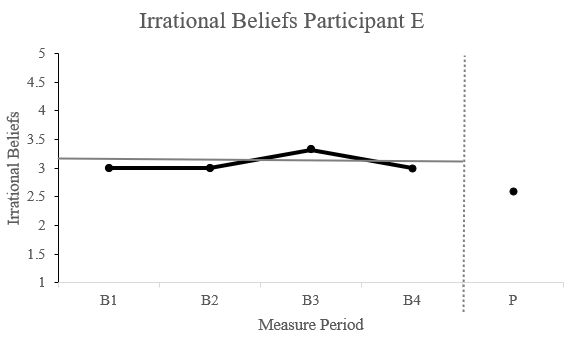 Irrational Beliefs Participant E
5
4.5
4
3.5
3
2.5
2
1.5
1
Irrational Beliefs
B1 B2 B3 B4 P
Measure Period